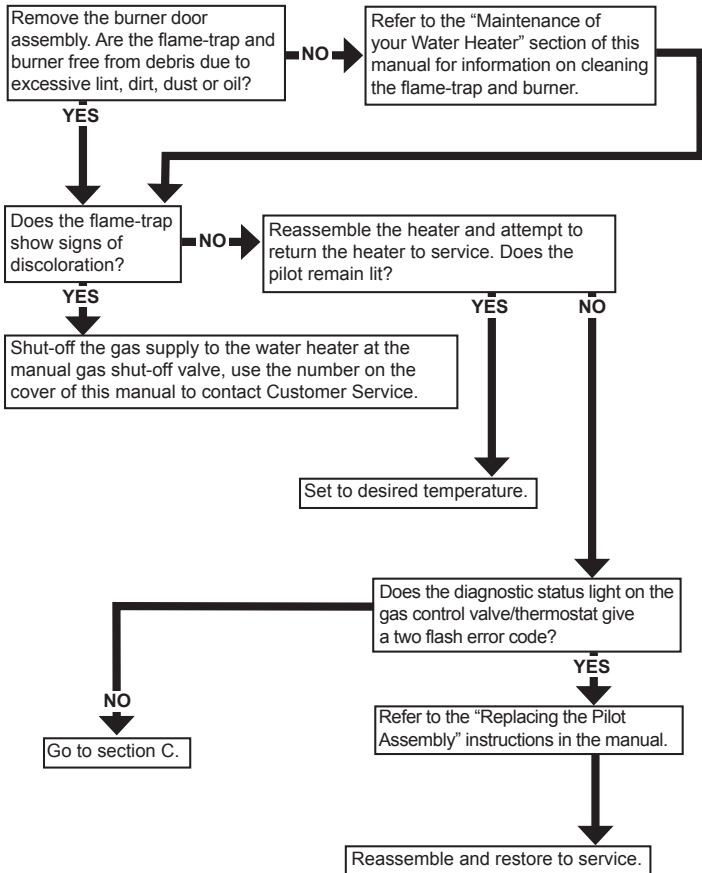 Remove the burner door
assembly. Are the flame-trap and
burner free from debris due to
excessive lint, dirt, dust or oil?
NO
Refer to the “Maintenance of
your Water Heater” section of this
manual for information on cleaning
the flame-trap and burner.
YES
Does the flame-trap
show signs of
discoloration?
NO
Reassemble the heater and attempt to
return the heater to service. Does the
pilot remain lit?
YES
YES
NO
Shut-off the gas supply to the water heater at the
manual gas shut-off valve, use the number on the
cover of this manual to contact Customer Service.
Set to desired temperature.
Does the diagnostic status light on the
gas control valve/thermostat give
a two flash error code?
YES
NO
Refer to the “Replacing the Pilot
Assembly” instructions in the manual.
Go to section C.
Reassemble and restore to service.